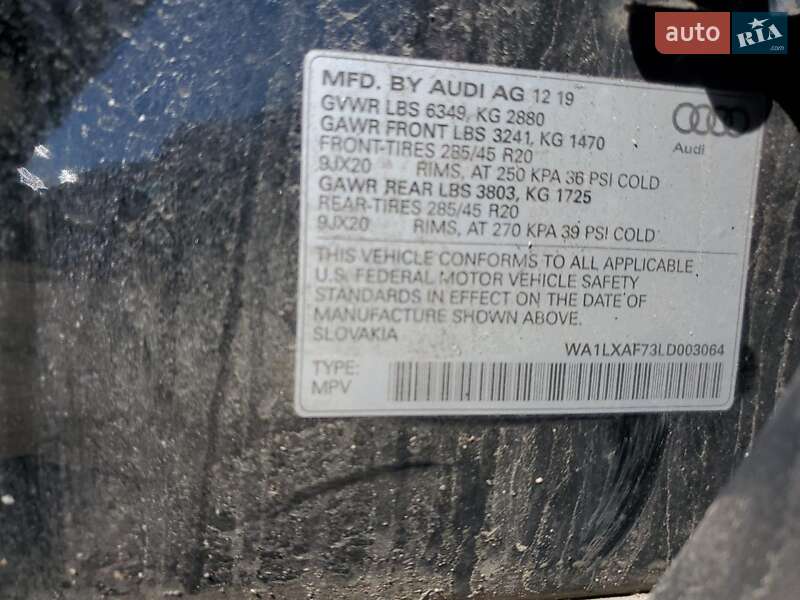 auto RIA.com
MFD. BY AUDI AG 12 19
GVWR LBS 6349, KG 2880
GAWR FRONT LBS 3241, KG 1470
FRONT-TIRES 285/45 R20
9JX20 RIMS, AT 250 KPA 36 PSI COLD
GAWR REAR LBS 3803, KG 1725
REAR-TIRES 285/45 R20
9JX20 RIMS, AT 270 KPA 39 PSI COLD
Audi
THIS VEHICLE CONFORMS TO ALL APPLICABLE
U.S. FEDERAL MOTOR VEHICLE SAFETY
STANDARDS IN EFFECT ON THE DATE OF
MANUFACTURE SHOWN ABOVE.
SLOVAKIA
WA1LXAF73LD003064
TYPE:
MPV